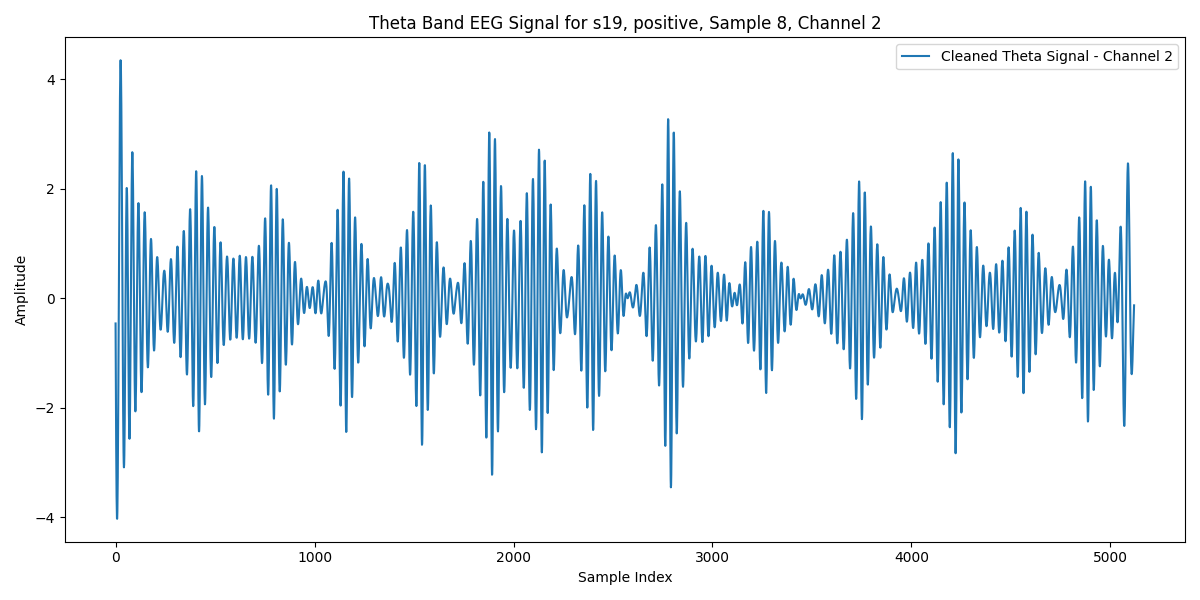 Theta Band EEG Signal for s19, positive, Sample 8, Channel 2
Cleaned Theta Signal - Channel 2
4
2
0
−2
−4
Amplitude
0 1000 2000 3000 4000 5000
Sample Index